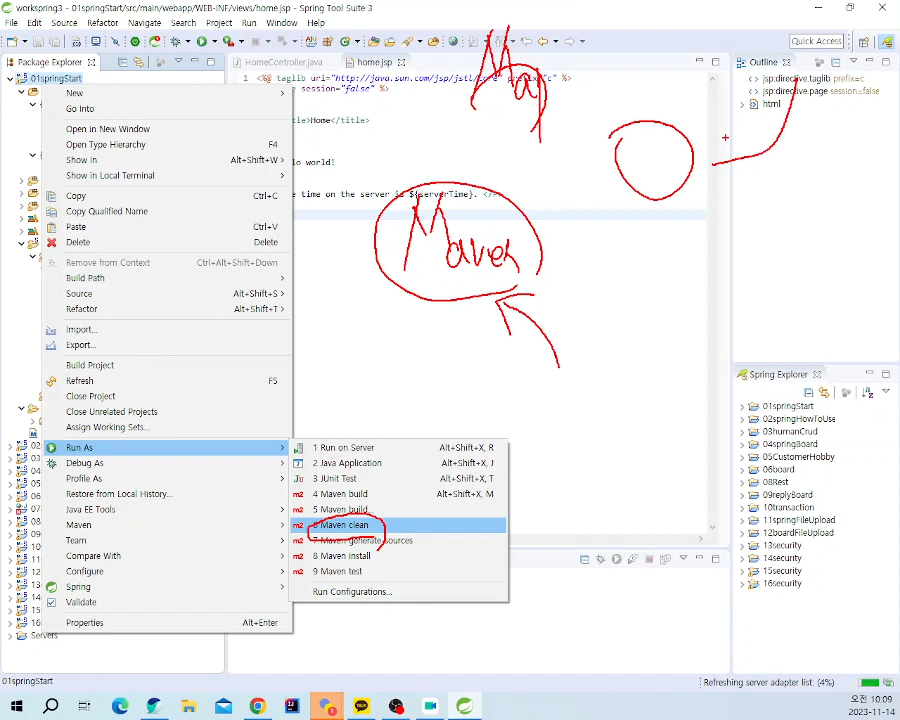 workspring3 - 01springStart/src/main/webapp/WEB-INF/views/home.jsp - Spring Tool Suite 3
File Edit Source Refactor Navigate Search Project Run Window Help
Quick Access
Package Explorer
01springStart
HomeController.java
home.jsp
1 <%@ taglib uri="http://java.sun.com/jsp/jstl/core" prefix="c" %>
session="false" %>
Home</title>
world!
time on the server is ${serverTime}.
Map
Maven
New
Go Into
Open in New Window
Open Type Hierarchy F4
Show In Alt+Shift+W >
Show in Local Terminal
Copy Ctrl+C
Copy Qualified Name
Paste Ctrl+V
Delete Delete
Remove from Context Ctrl+Alt+Shift+Down
Build Path
Source Alt+Shift+S >
Refactor Alt+Shift+T >
Import...
Export...
Build Project
Refresh F5
Close Project
Close Unrelated Projects
Assign Working Sets...
Run As
Debug As
Profile As
Restore from Local History...
Java EE Tools
Maven
Team
Compare With
Configure
Spring
Validate
Properties Alt+Enter
1 Run on Server Alt+Shift+X, R
2 Java Application Alt+Shift+X, J
3 JUnit Test Alt+Shift+X, T
4 Maven build Alt+Shift+X, M
5 Maven build...
6 Maven clean
7 Maven generate-sources
8 Maven install
9 Maven test
Run Configurations...
Servers
Outline
jsp:directive.taglib prefix=c
jsp:directive.page session=false
html
Spring Explorer
01springStart
02springHowToUse
03humanCrud
04springBoard
05CustomerHobby
06board
08Rest
09replyBoard
10transaction
11springFileUpload
12boardFileUpload
13security
14security
15security
16security
01springStart
Refreshing server adapter list: (4%)
오전 10:09
2023-11-14